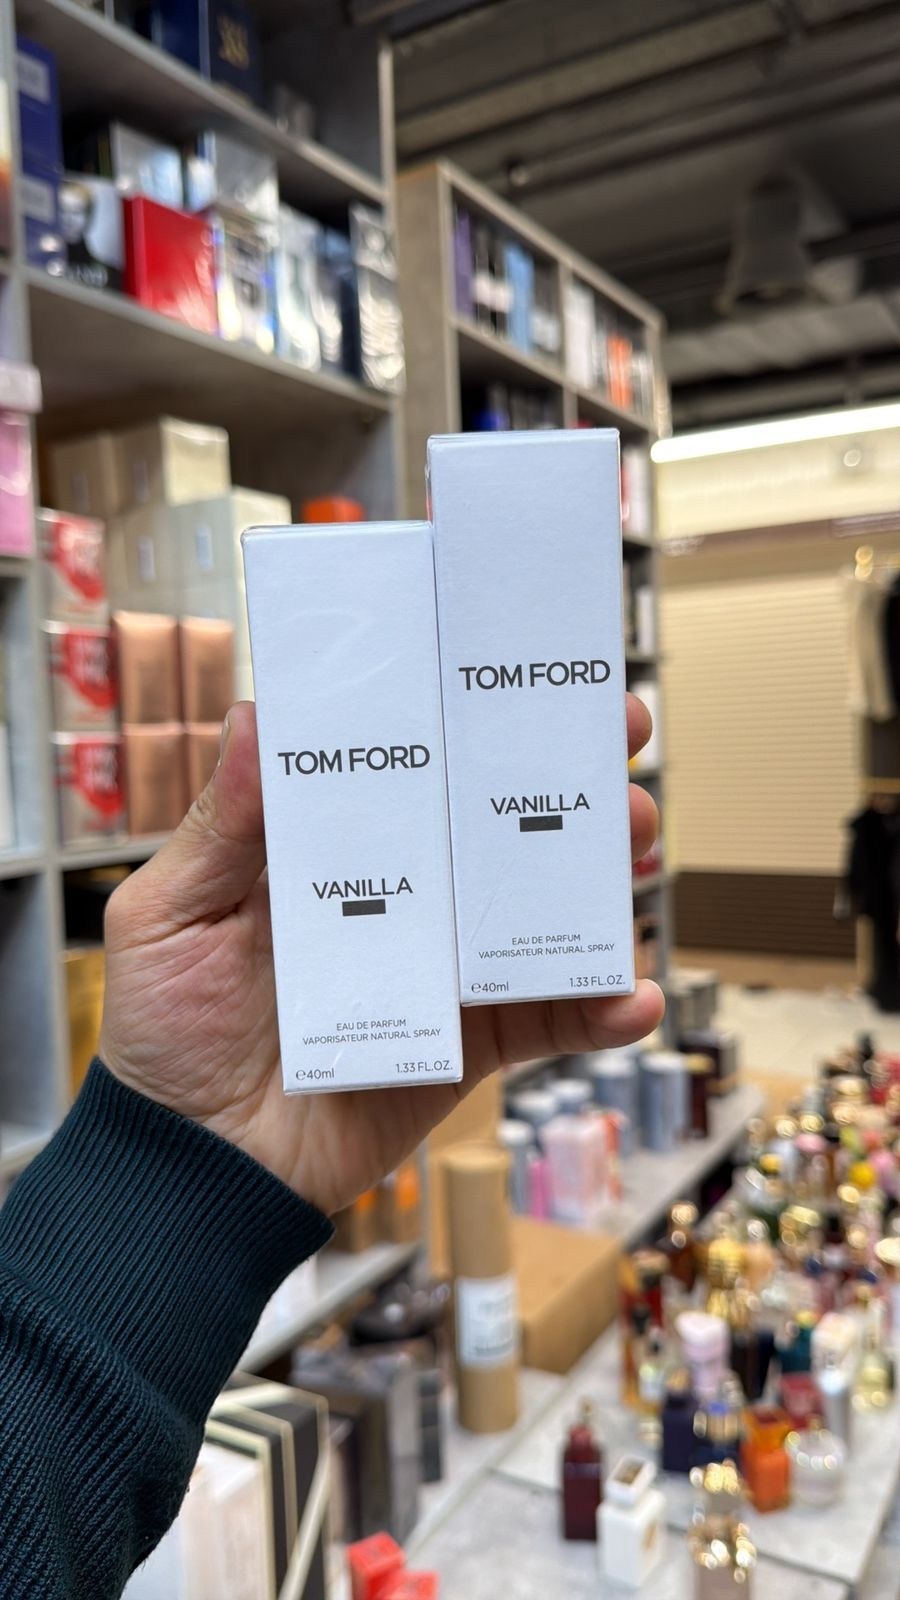 TOM FORD
VANILLA
EAU DE PARFUM
VAPORISATEUR NATURAL SPRAY
℮40ml 1.33 FL.OZ.
TOM FORD
VANILLA
EAU DE PARFUM
VAPORISATEUR NATURAL SPRAY
℮40ml 1.33 FL.OZ.